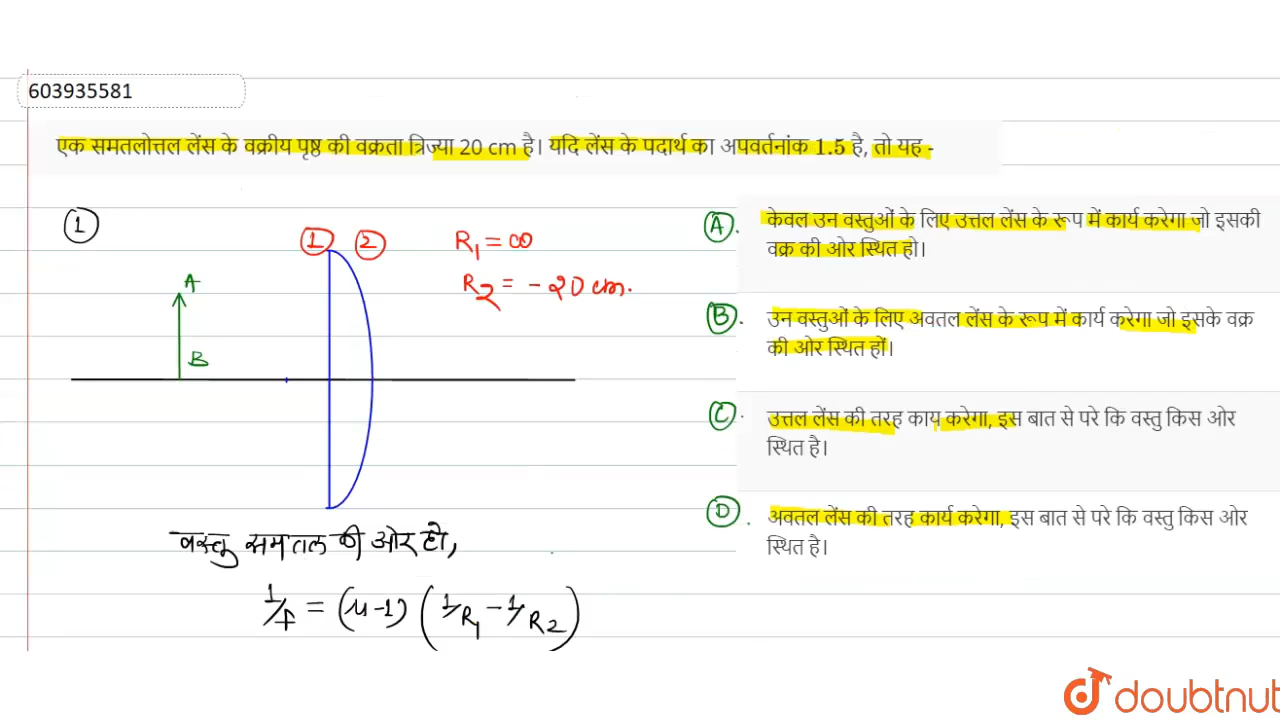 603935581
एक समतलोत्तल लेंस के वक्रीय पृष्ठ की वक्रता त्रिज्या 20 cm है। यदि लेंस के पदार्थ का अपवर्तनांक 1.5 है, तो यह -
1
1 2
R₁ = ∞
R₂ = - 20 cm.
A
B
A. केवल उन वस्तुओं के लिए उत्तल लेंस के रूप में कार्य करेगा जो इसकी
वक्र की ओर स्थित हो।
B. उन वस्तुओं के लिए अवतल लेंस के रूप में कार्य करेगा जो इसके वक्र
की ओर स्थित हों।
C. उत्तल लेंस की तरह काय करेगा, इस बात से परे कि वस्तु किस ओर
स्थित है।
D. अवतल लेंस की तरह कार्य करेगा, इस बात से परे कि वस्तु किस ओर
स्थित है।
वस्तु समतल की ओर हो,
1/f = (μ-1) (1/R₁ - 1/R₂)
doubtnut